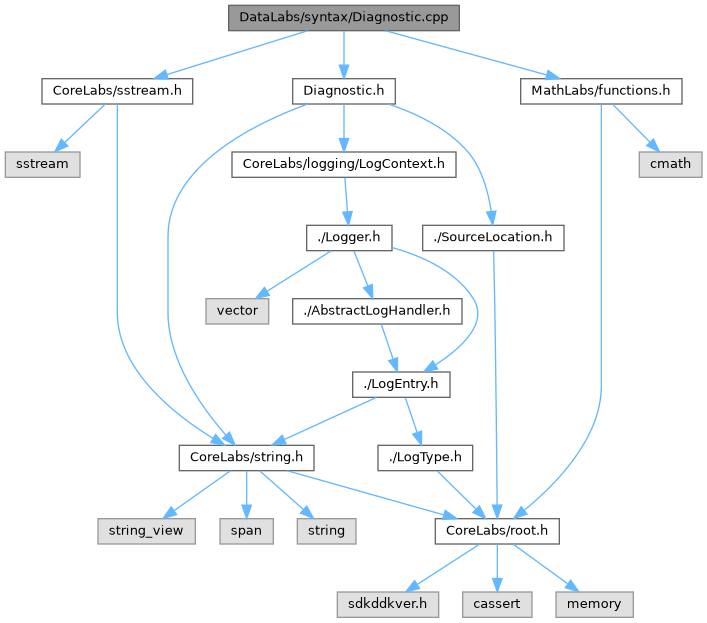 DataLabs/syntax/Diagnostic.cpp
CoreLabs/sstream.h
Diagnostic.h
MathLabs/functions.h
sstream
CoreLabs/logging/LogContext.h
cmath
./Logger.h
./SourceLocation.h
vector
./AbstractLogHandler.h
./LogEntry.h
CoreLabs/string.h
./LogType.h
string_view
span
string
CoreLabs/root.h
sdkddkver.h
cassert
memory